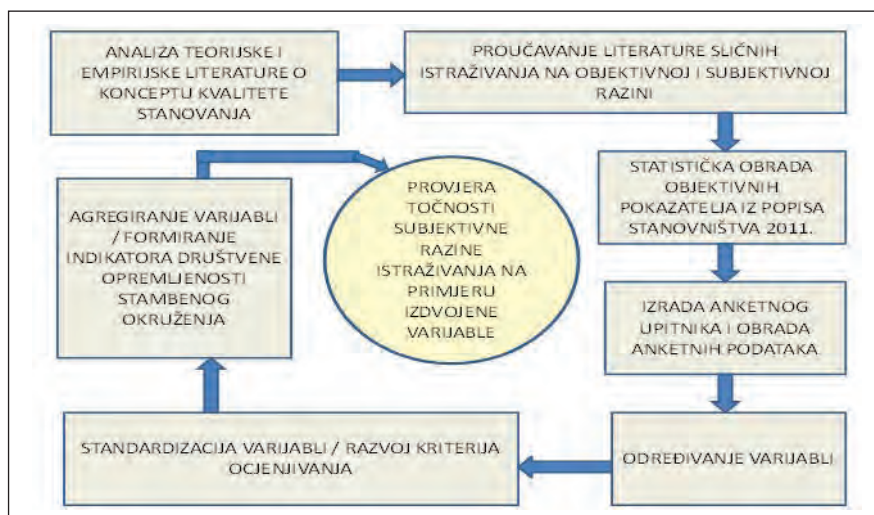 ANALIZA TEORIJSKE I
EMPIRIJSKE LITERATURE O
KONCEPTU KVALITETE
STANOVANJA
PROUČAVANJE LITERATURE SLIČNIH
ISTRAŽIVANJA NA OBJEKTIVNOJ I SUBJEKTIVNOJ
RAZINI
STATISTIČKA OBRADA
OBJEKTIVNIH
POKAZATELJA IZ POPISA
STANOVNIŠTVA 2011.
IZRADA ANKETNOG
UPITNIKA I OBRADA
ANKETNIH PODATAKA
ODREĐIVANJE VARIJABLI
STANDARDIZACIJA VARIJABLI / RAZVOJ KRITERIJA
OCJENJIVANJA
AGREGIRANJE VARIJABLI
/ FORMIRANJE
INDIKATORA DRUŠTVENE
OPREMLJENOSTI
STAMBENOG
OKRUŽENJA
PROVJERA
TOČNOSTI
SUBJEKTIVNE
RAZINE
ISTRAŽIVANJA NA
PRIMJERU
IZDVOJENE
VARIJABLE